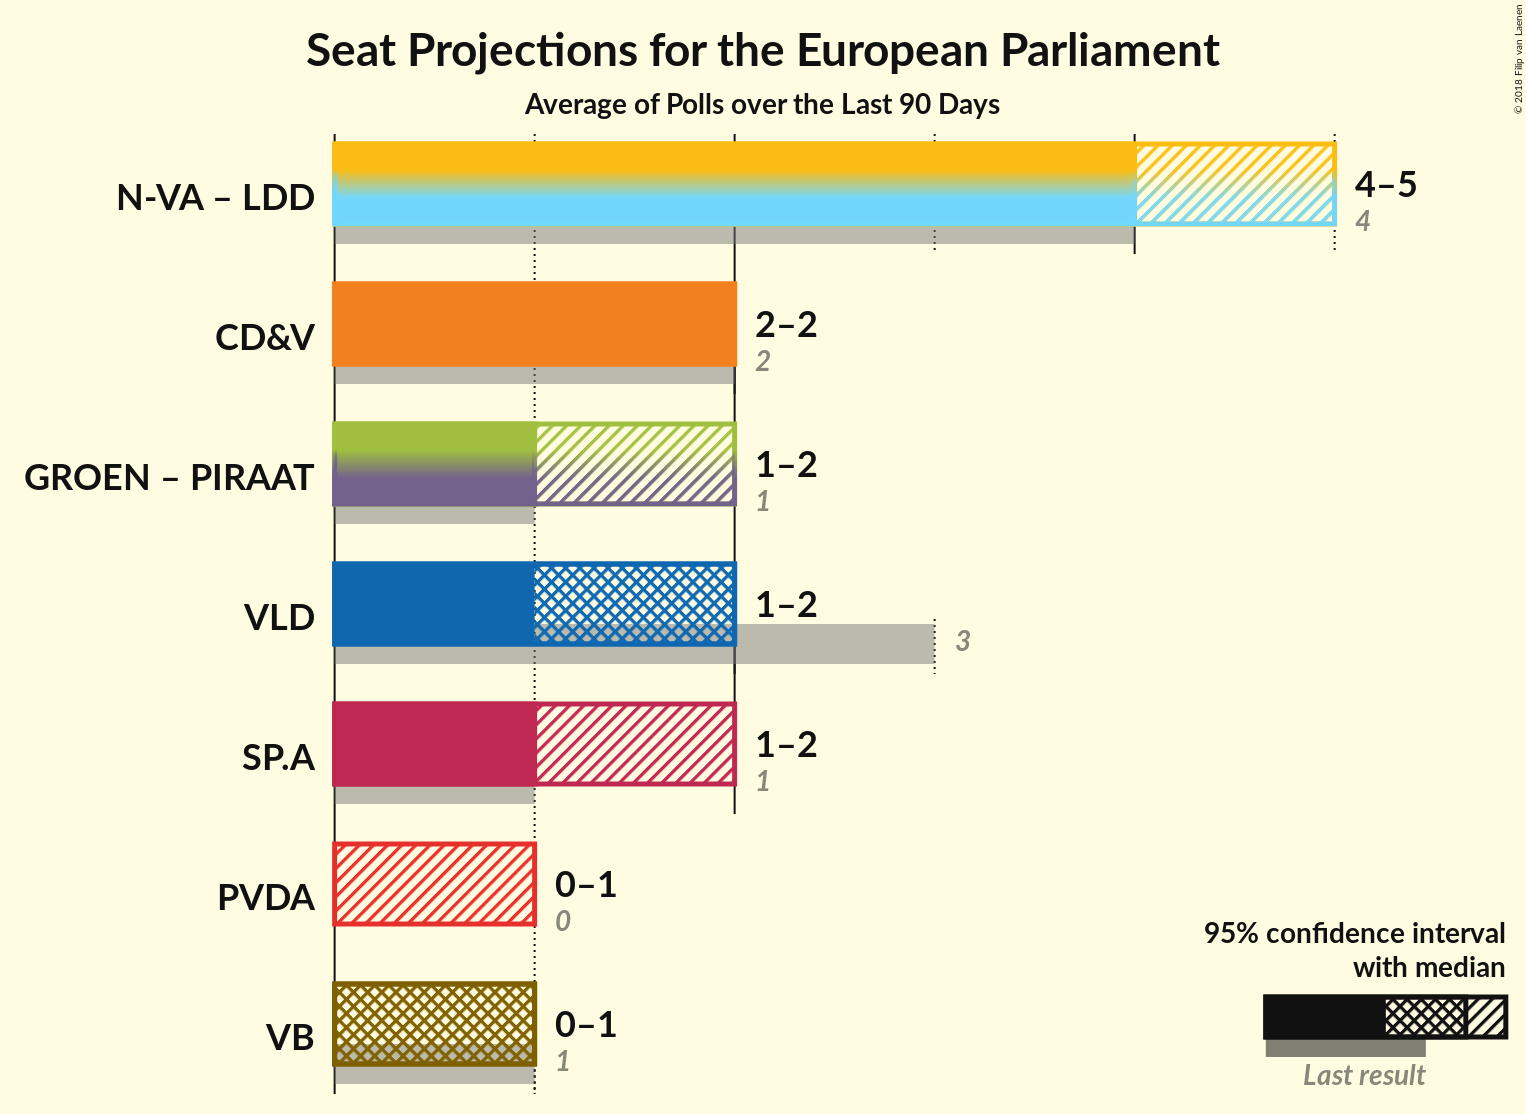 Seat Projections for the European Parliament
Average of Polls over the Last 90 Days
© 2018 Filip van Laenen
N-VA – LDD
4–5
4
CD&V
2–2
2
GROEN – PIRAAT
1–2
1
VLD
1–2
3
SP.A
1–2
1
PVDA
0–1
0
VB
0–1
1
95% confidence interval
with median
Last result